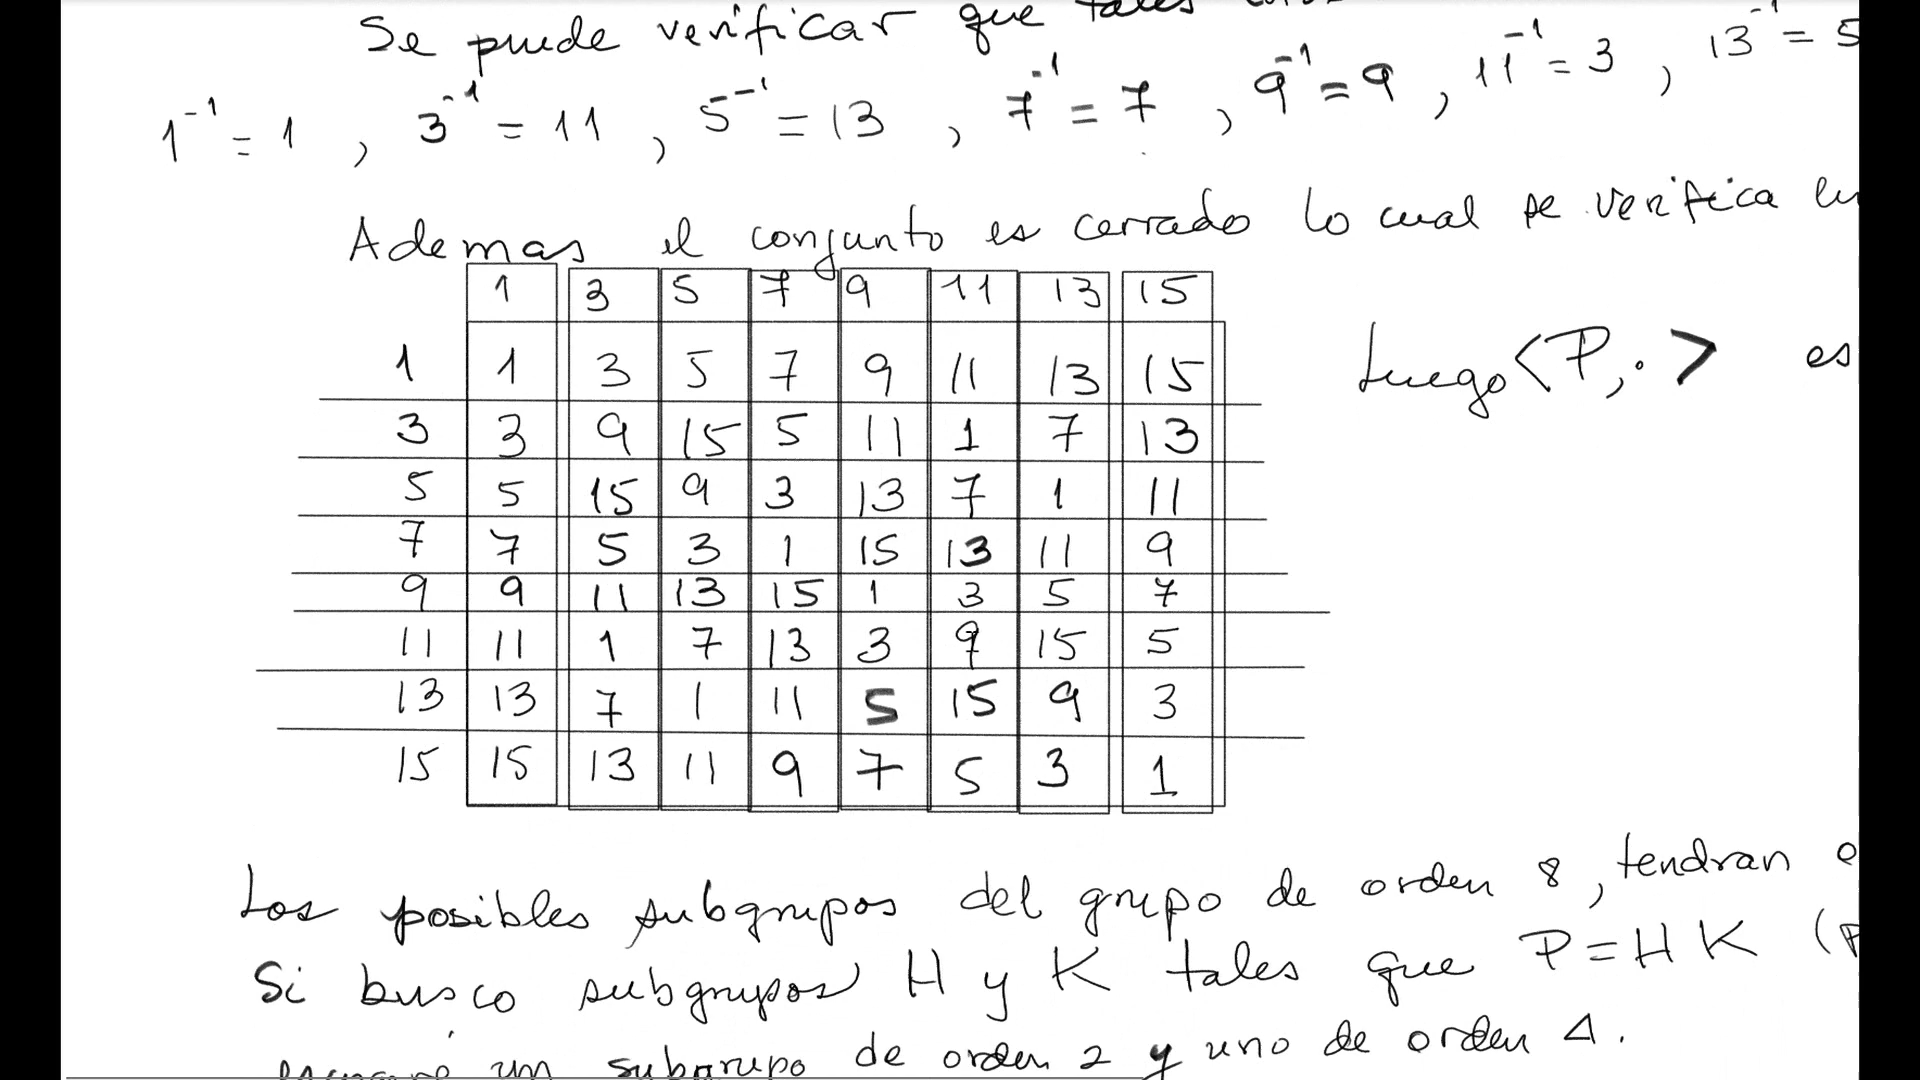 Se puede verificar que tales
1⁻¹ = 1 , 3⁻¹ = 11 , 5⁻¹ = 13 , 7⁻¹ = 7 , 9⁻¹ = 9 , 11⁻¹ = 3 , 13⁻¹ = 5
Ademas el conjunto es cerrado lo cual se verifica en
1 3 5 7 9 11 13 15
1 1 3 5 7 9 11 13 15
3 3 9 15 5 11 1 7 13
5 5 15 9 3 13 7 1 11
7 7 5 3 1 15 13 11 9
9 9 11 13 15 1 3 5 7
11 11 1 7 13 3 9 15 5
13 13 7 1 11 5 15 9 3
15 15 13 11 9 7 5 3 1
Luego <P, ·> es
Los posibles subgrupos del grupo de orden 8, tendran o
Si busco subgrupos H y K tales que P = H K (
un subgrupo de orden 2 y uno de orden 4.